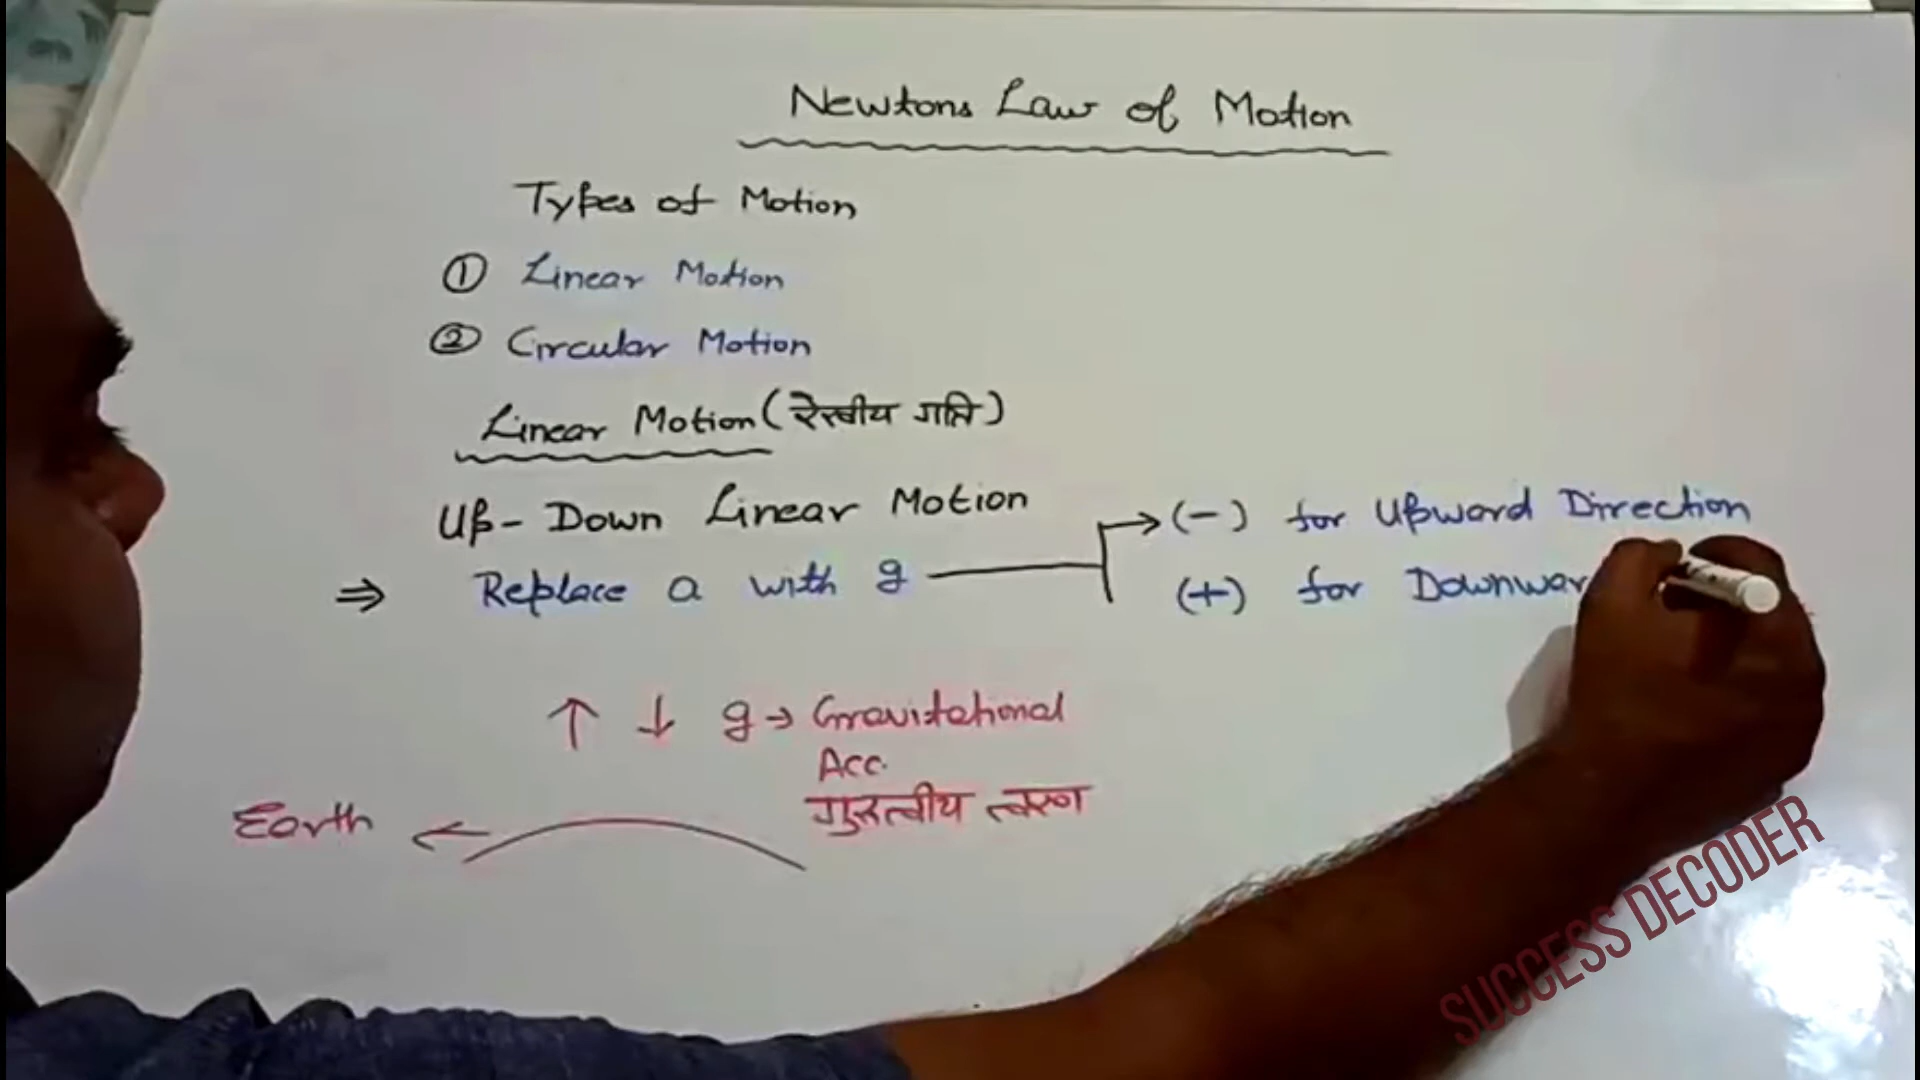 Newtons Law of Motion
Types of Motion
① Linear Motion
② Circular Motion
Linear Motion (रेखीय गति)
Up-Down Linear Motion
⇒ Replace a with g → (-) for Upward Direction
(+) for Downwar
↑ ↓ g → Gravitational
Acc.
गुरुत्वीय त्वरण
Earth ←
SUCCESS DECODER